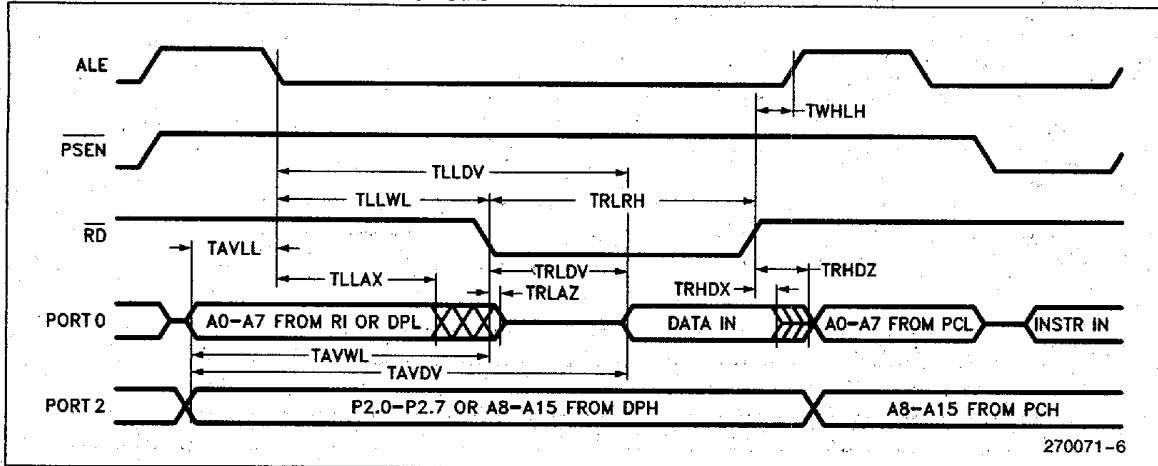 ALE
TWHLH
PSEN
TLLDV
TLLWL
TRLRH
RD
TAVLL
TLLAX
TRLDV
TRHDZ
TRLAZ
TRHDX
PORT 0
A0-A7 FROM RI OR DPL
DATA IN
A0-A7 FROM PCL
INSTR IN
TAVWL
TAVDV
PORT 2
P2.0-P2.7 OR A8-A15 FROM DPH
A8-A15 FROM PCH
270071-6